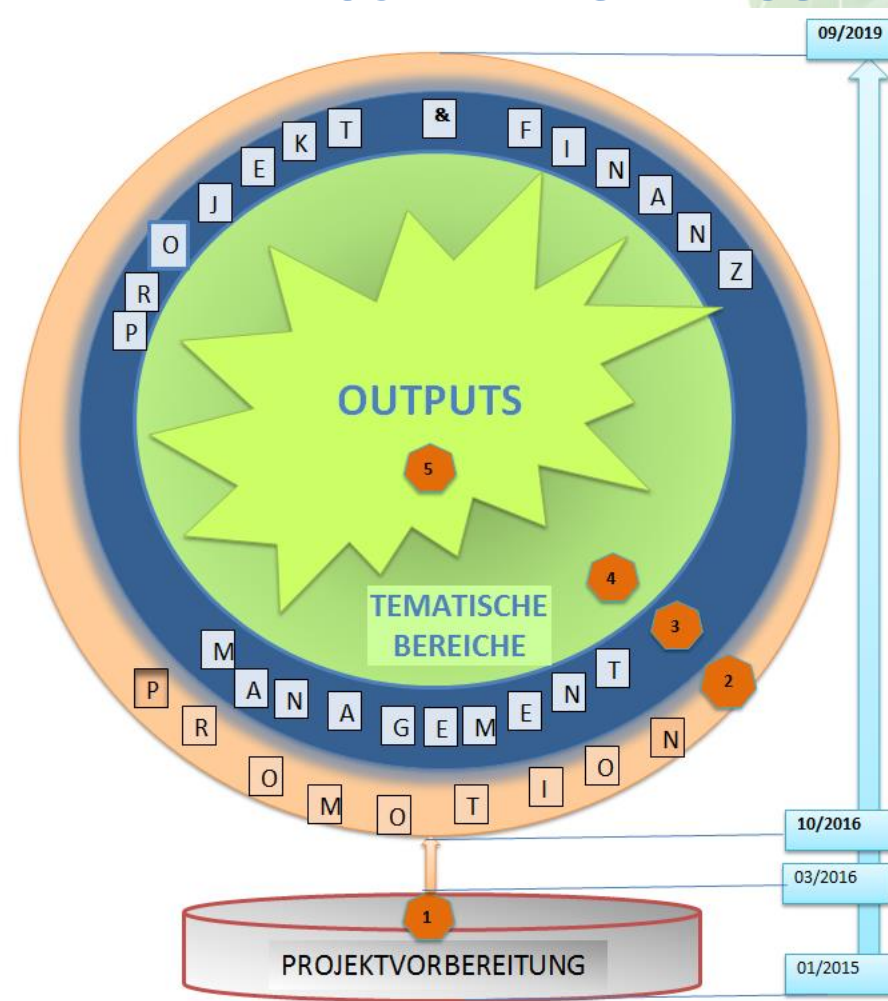 09/2019
PROJEKT & FINANZ
OUTPUTS
5
4
TEMATISCHE
BEREICHE
3
2
MANAGEMENT
PROMOTION
10/2016
03/2016
1
PROJEKTVORBEREITUNG
01/2015